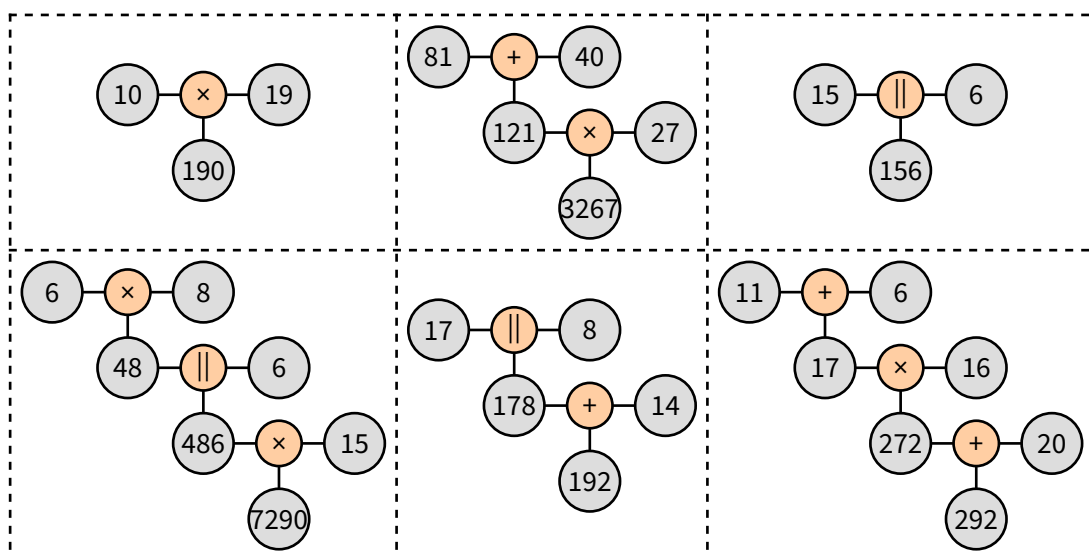 10 × 19
190
81 + 40
121 × 27
3267
15 || 6
156
6 × 8
48 || 6
486 × 15
7290
17 || 8
178 + 14
192
11 + 6
17 × 16
272 + 20
292